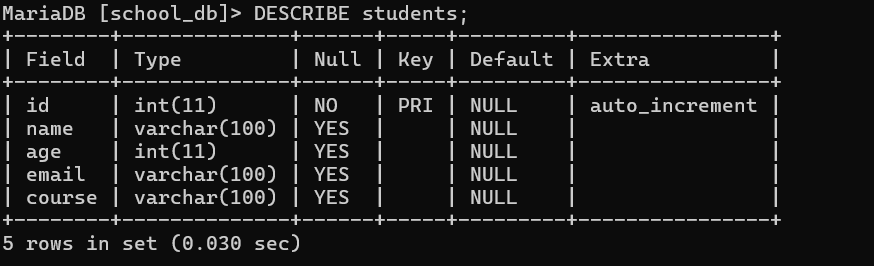 MariaDB [school_db]> DESCRIBE students;
+--------+--------------+------+-----+---------+----------------+
| Field  | Type         | Null | Key | Default | Extra          |
+--------+--------------+------+-----+---------+----------------+
| id     | int(11)      | NO   | PRI | NULL    | auto_increment |
| name   | varchar(100) | YES  |     | NULL    |                |
| age    | int(11)      | YES  |     | NULL    |                |
| email  | varchar(100) | YES  |     | NULL    |                |
| course | varchar(100) | YES  |     | NULL    |                |
+--------+--------------+------+-----+---------+----------------+
5 rows in set (0.030 sec)